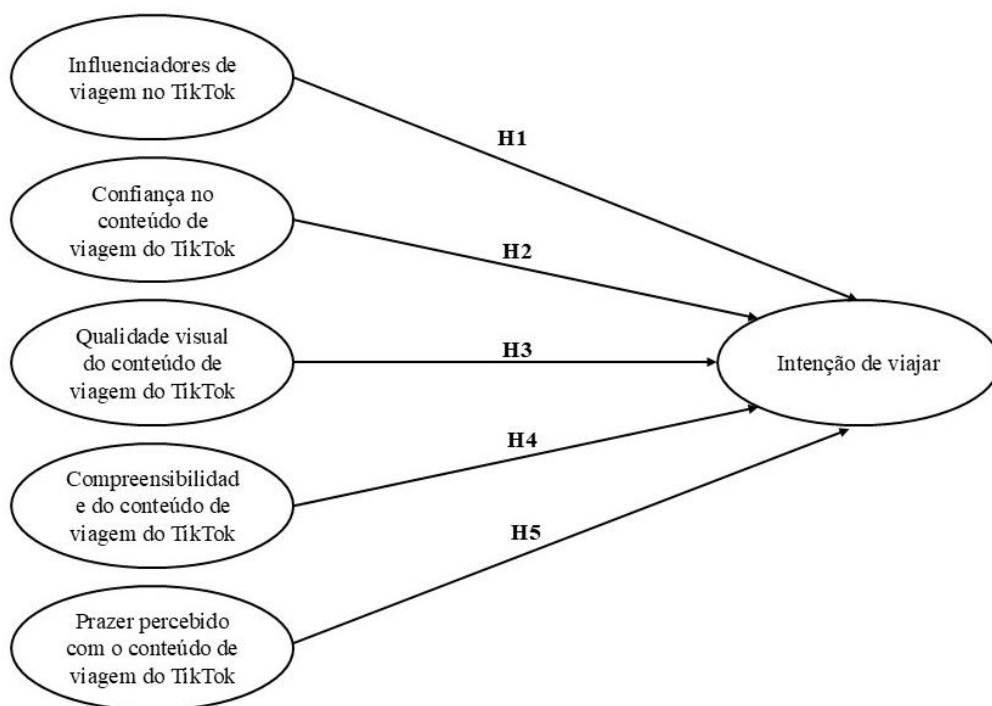 Influenciadores de
viagem no TikTok
H1
Confiança no
conteúdo de
viagem do TikTok
H2
Qualidade visual
do conteúdo de
viagem do TikTok
H3
Intenção de viajar
Compreensibilidad
e do conteúdo de
viagem do TikTok
H4
H5
Prazer percebido
com o conteúdo de
viagem do TikTok